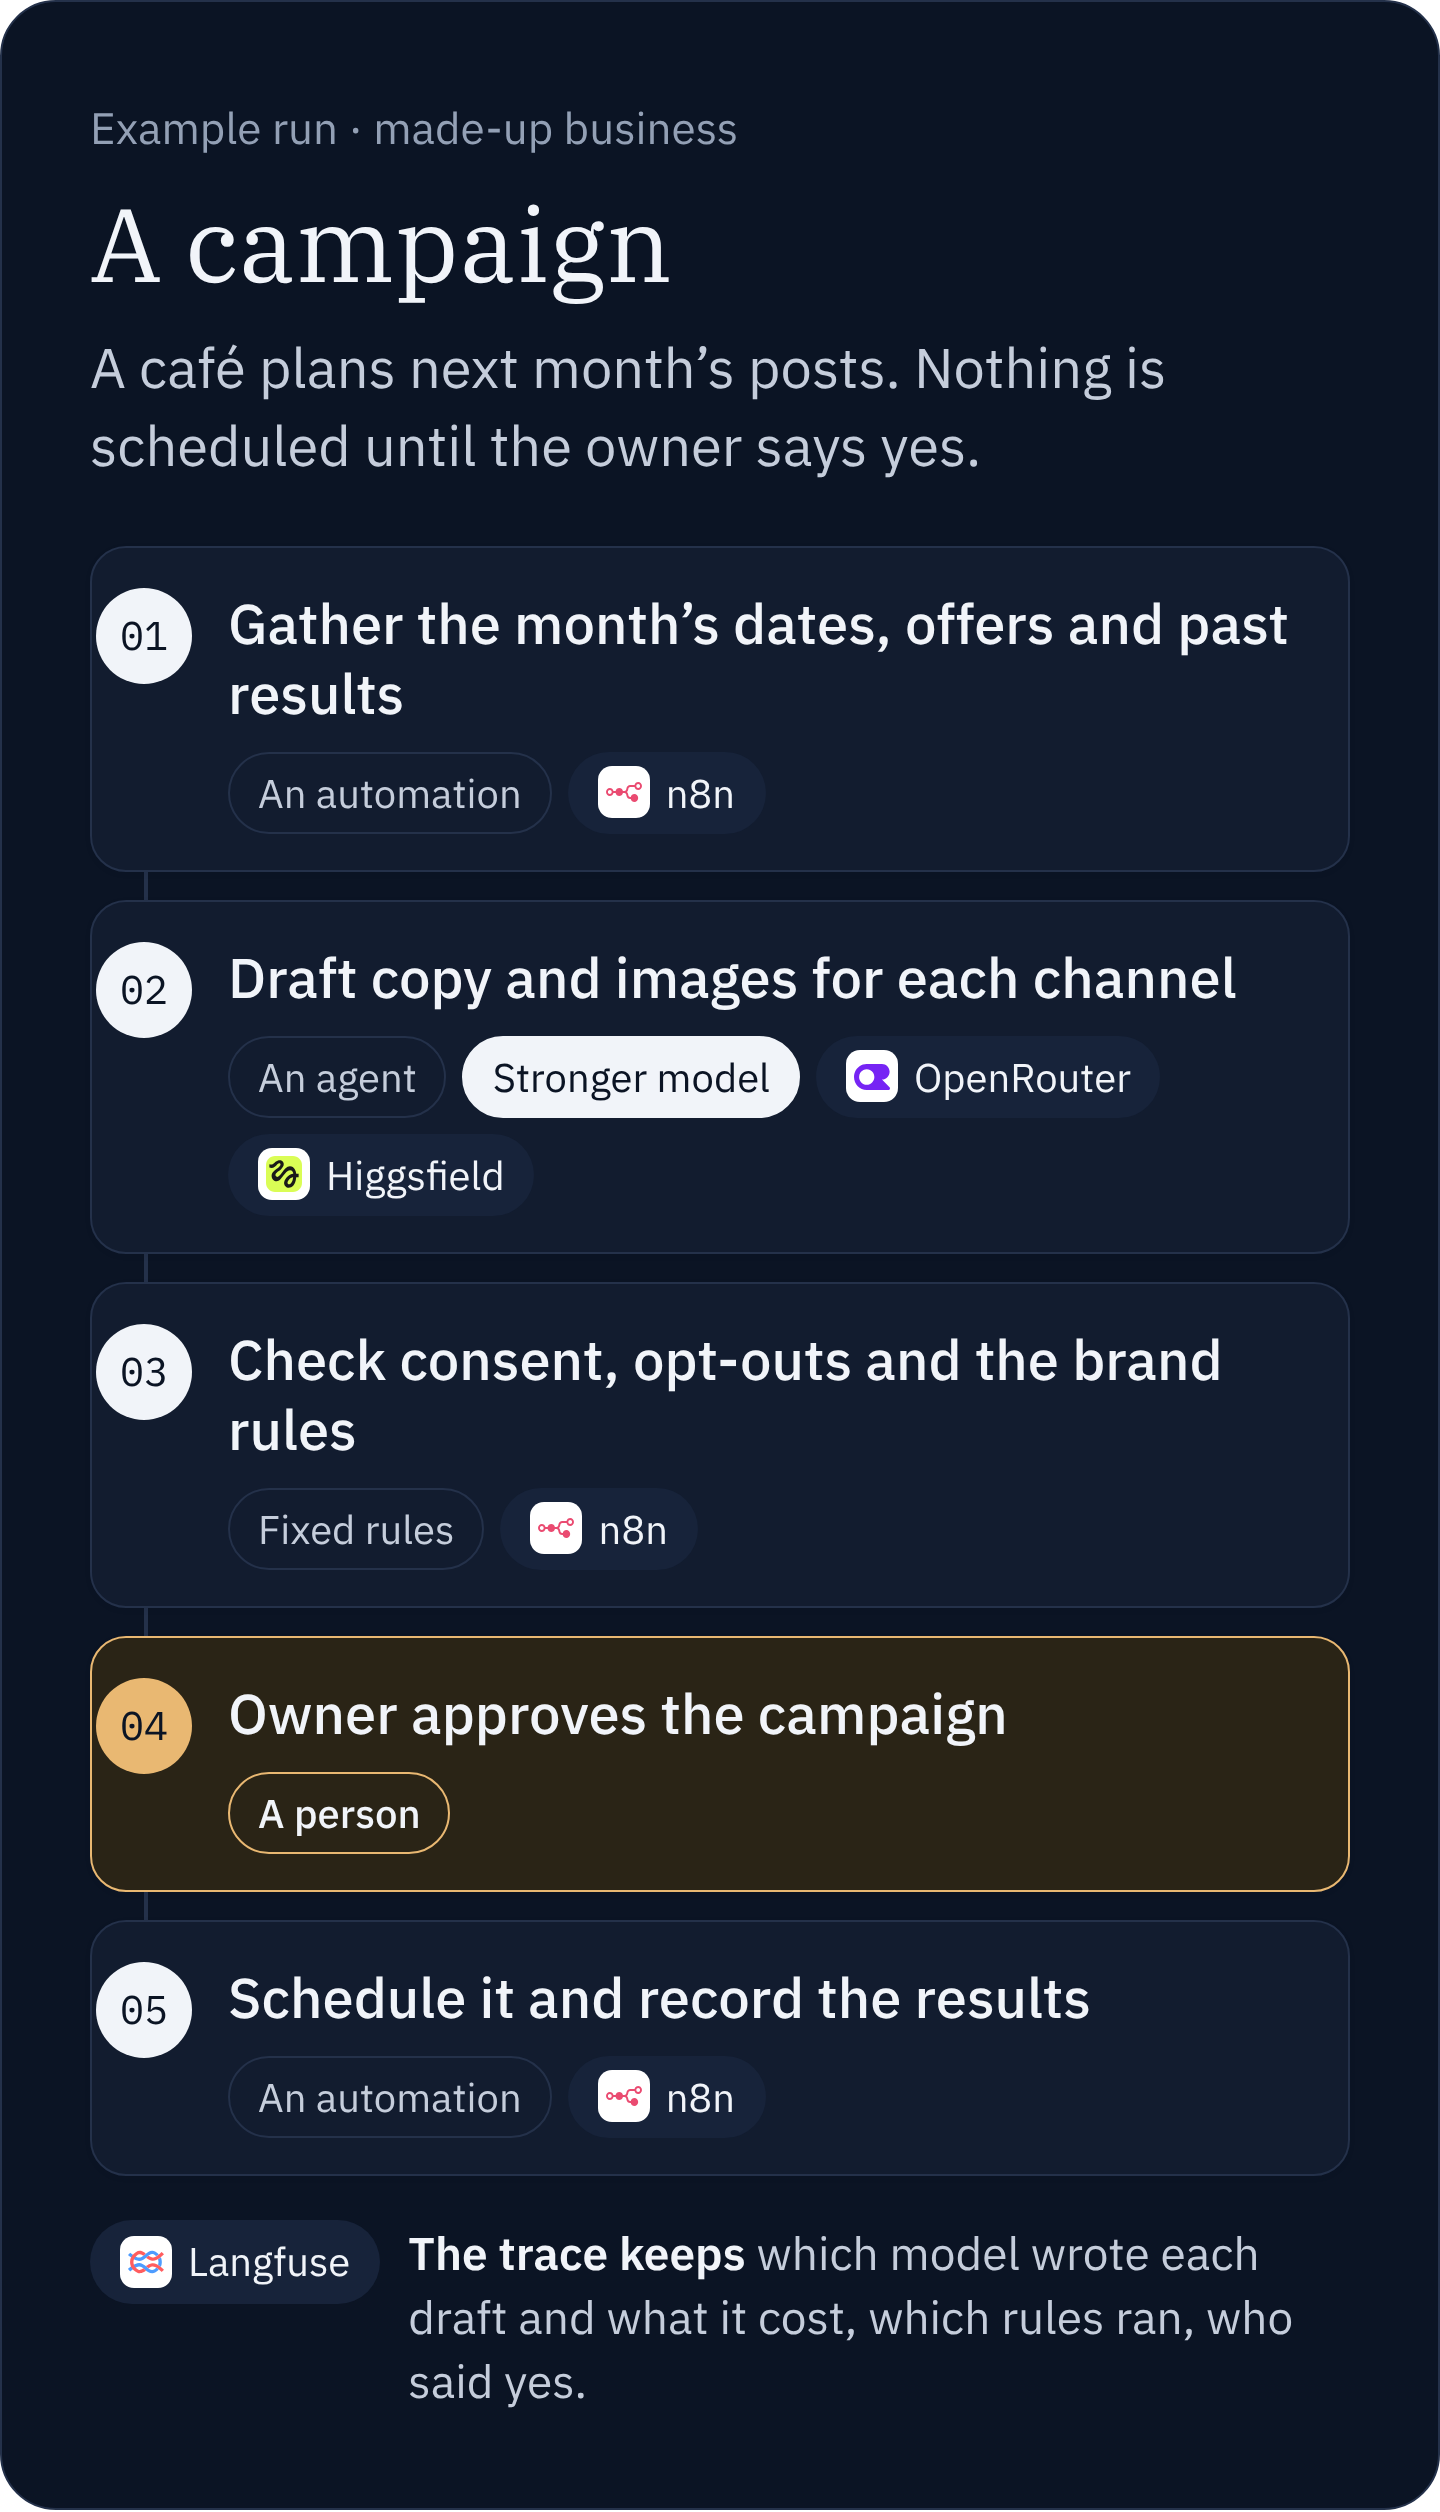 Example run · made-up business
A campaign
A café plans next month’s posts. Nothing is
scheduled until the owner says yes.
01
Gather the month’s dates, offers and past
results
An automation
n8n
02
Draft copy and images for each channel
An agent
Stronger model
OpenRouter
Higgsfield
03
Check consent, opt-outs and the brand
rules
Fixed rules
n8n
04
Owner approves the campaign
A person
05
Schedule it and record the results
An automation
n8n
Langfuse
The trace keeps which model wrote each
draft and what it cost, which rules ran, who
said yes.